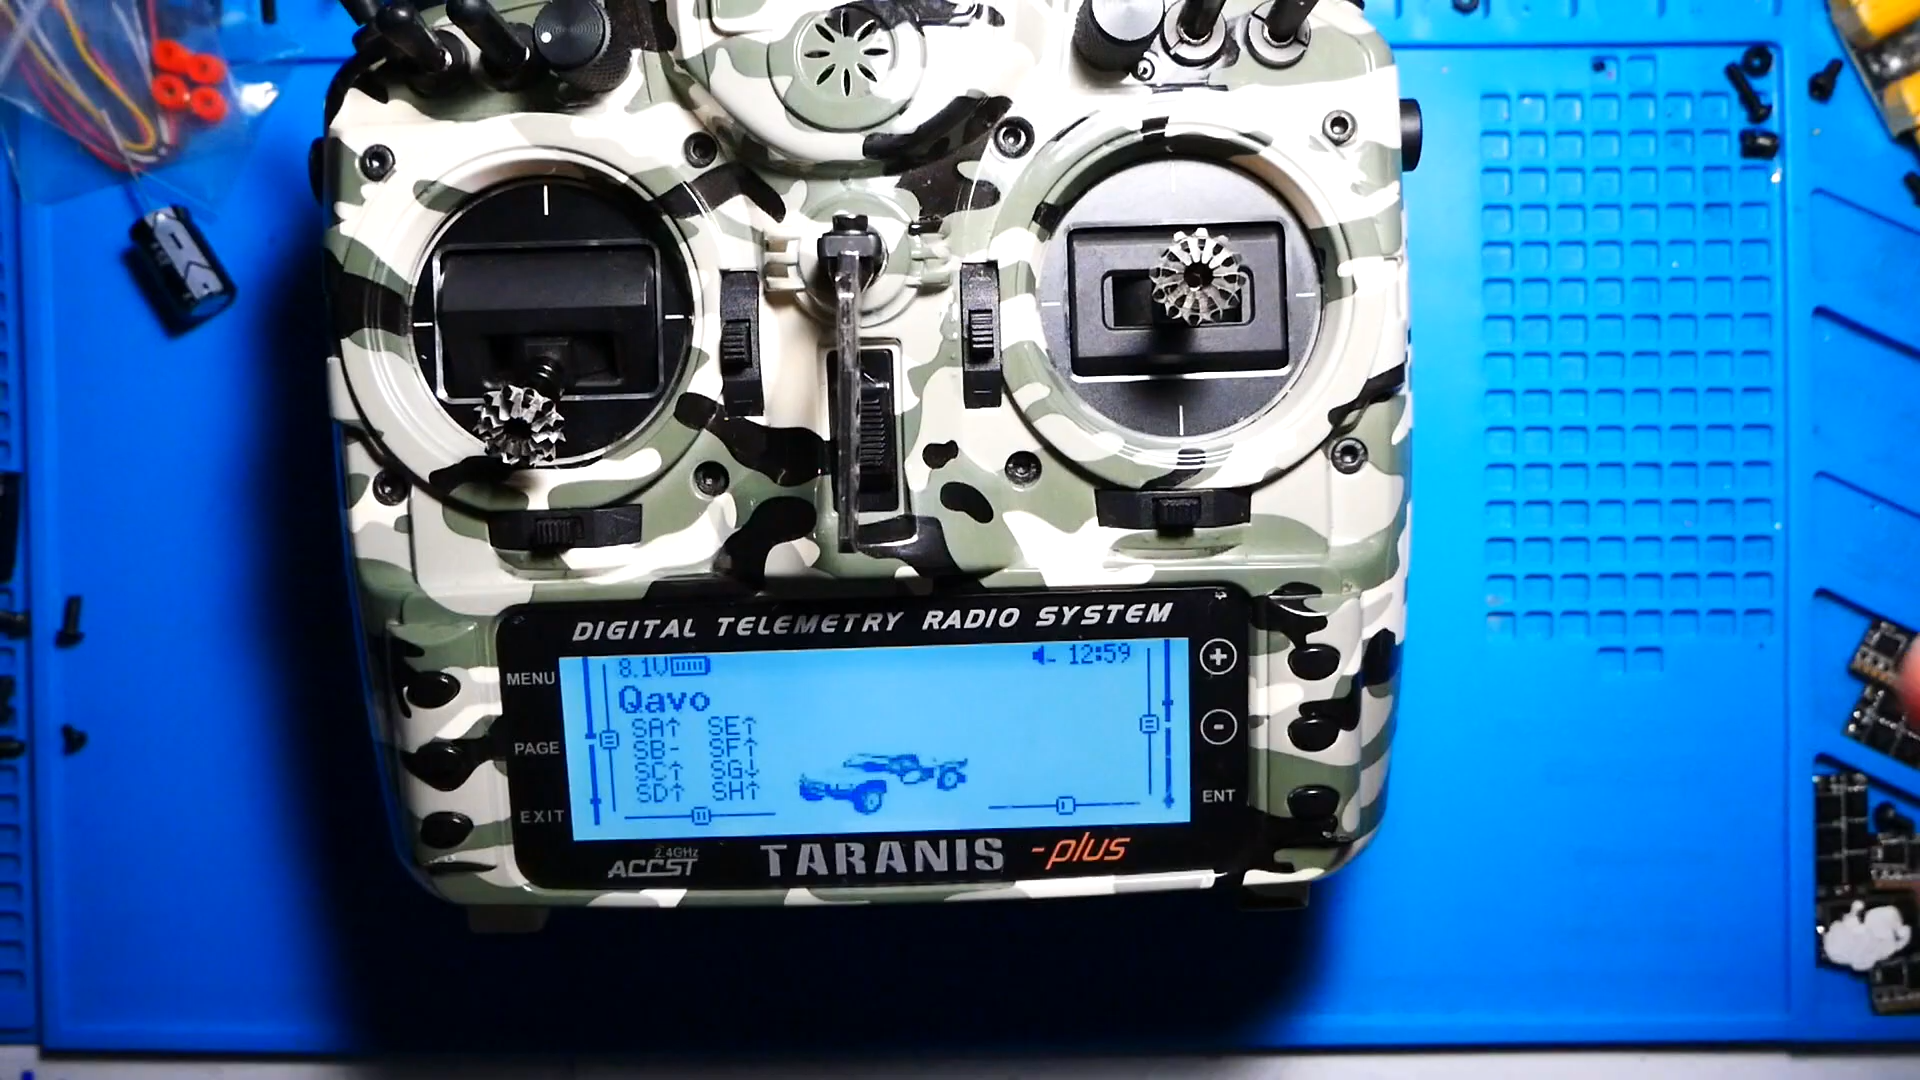 DIGITAL TELEMETRY RADIO SYSTEM
MENU
PAGE
EXIT
8.1V
12:59
Qavo
SA↑ SE↑
SB- SF↑
SC↑ SG↓
SD↑ SH↑
+
-
ENT
2.4GHz
ACCST
TARANIS -plus